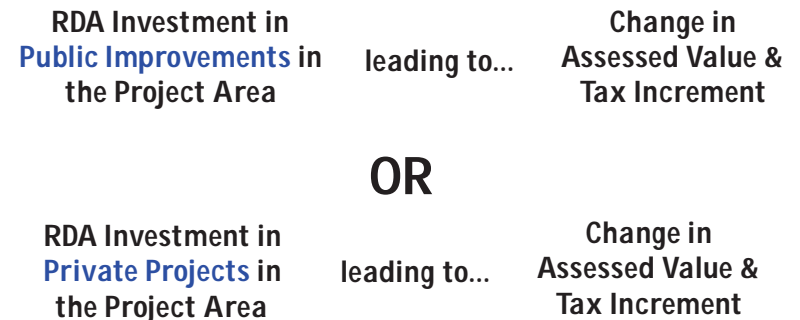 RDA Investment in
Public Improvements in
the Project Area
leading to...
Change in
Assessed Value &
Tax Increment
OR
RDA Investment in
Private Projects in
the Project Area
leading to...
Change in
Assessed Value &
Tax Increment